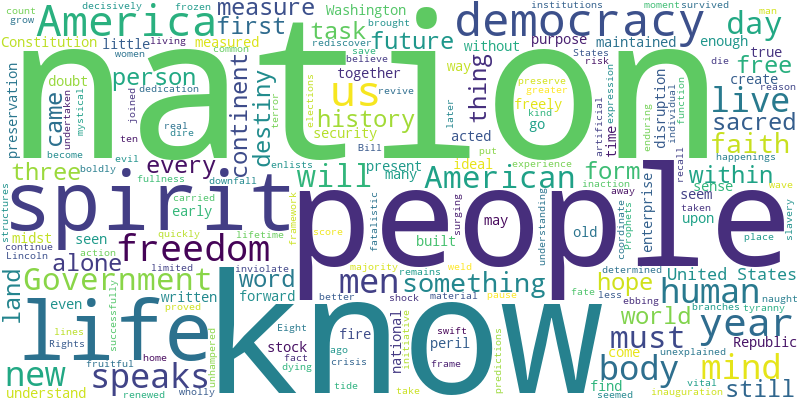 nation
people
know
spirit
life
democracy
America
freedom
us
American
Government
human
year
day
live
body
mind
must
men
something
speaks
new
faith
will
every
history
destiny
continent
person
three
measure
first
task
future
thing
sacred
free
form
within
hope
world
still
land
word
alone
came
United States
Republic
Constitution
Washington
little
measured
doubt
preservation
undertaken
mystical
women
living
common
count
grow
decisively
frozen
brought
rediscover
save
believe
together
security
terror
dedication
revive
elections
later
Bill
acted
freely
way
without
purpose
maintained
enough
institutions
moment
survived
man
true
create
reason
States
risk
die
preserve
greater
kind
go
put
artificial
time
expression
disruption
enduring
individual
function
recall
happenings
joined
ten
real
dire
become
evil
boldly
fullness
downfall
enlists
present
many
ideal
experience
inaction
away
wave
seem
sense
taken
upon
enterprise
coordinate
Prophets
slavery
place
understanding
surging
fatalistic
may
old
built
seen
early
carried
lifetime
framework
score
midst
structures
continue
action
Lincoln
quickly
limited
inviolate
majority
weld
remains
determined
less
ebbing
naught
branches
tyranny
even
written
forward
better
shock
material
pause
fate
successfully
proved
lines
Rights
unhampered
Eight
stock
fact
dying
home
fruitful
renewed
wholly
understand
ago
crisis
tide
fire
national
initiative
take
peril
swift
frame
predictions
find
seemed
come
unexplained
vital
inauguration